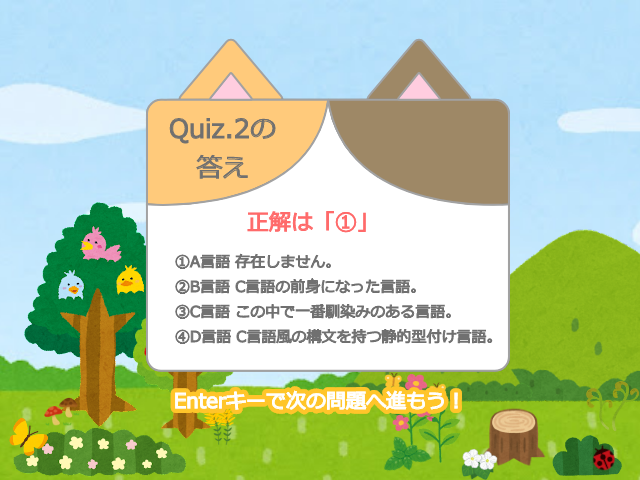 Quiz.2の
答え
正解は「①」
①A言語 存在しません。
②B言語 C言語の前身になった言語。
③C言語 この中で一番馴染みのある言語。
④D言語 C言語風の構文を持つ静的型付け言語。
Enterキーで次の問題へ進もう！